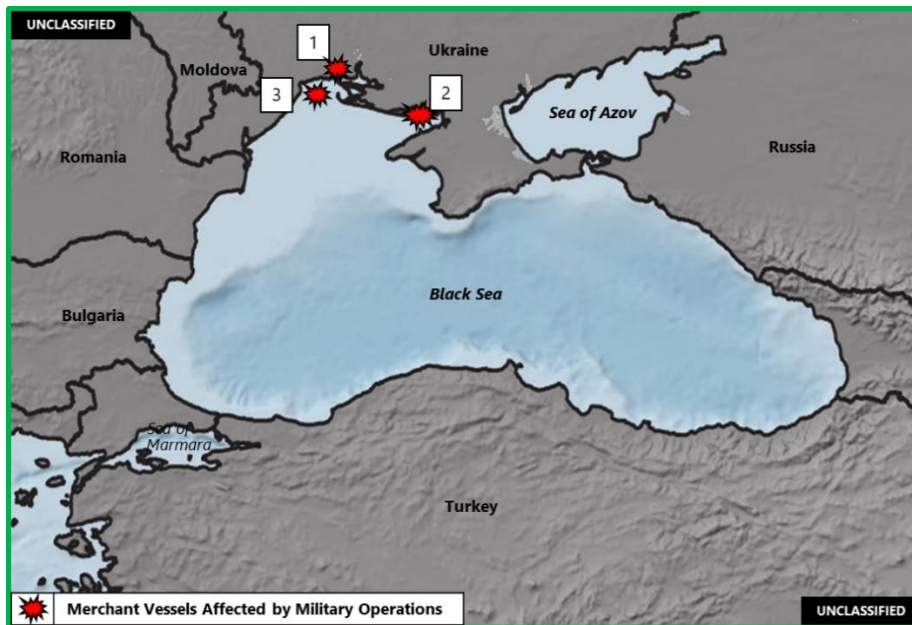 UNCLASSIFIED
1
Ukraine
Moldova
3
2
Sea of Azov
Romania
Russia
Black Sea
Bulgaria
Sea of
Marmara
Turkey
Merchant Vessels Affected by Military Operations
UNCLASSIFIED